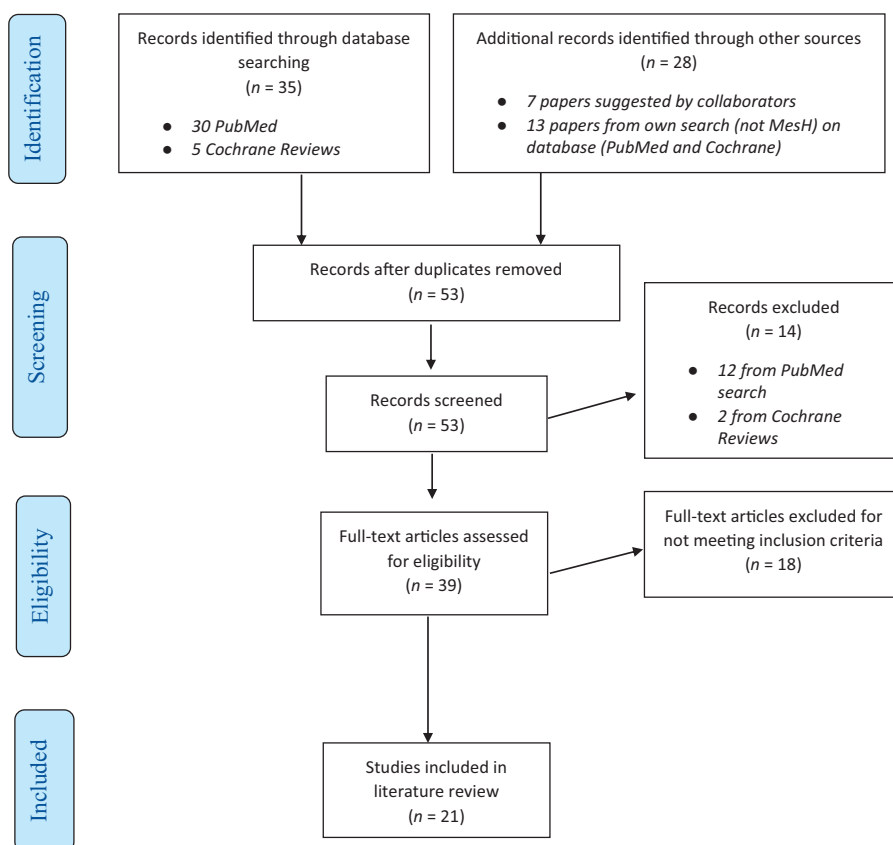 Identification
Records identified through database
searching
(n = 35)
● 30 PubMed
● 5 Cochrane Reviews
Additional records identified through other sources
(n = 28)
● 7 papers suggested by collaborators
● 13 papers from own search (not MesH) on
database (PubMed and Cochrane)
Screening
Records after duplicates removed
(n = 53)
Records screened
(n = 53)
Records excluded
(n = 14)
● 12 from PubMed
search
● 2 from Cochrane
Reviews
Eligibility
Full-text articles assessed
for eligibility
(n = 39)
Full-text articles excluded for
not meeting inclusion criteria
(n = 18)
Included
Studies included in
literature review
(n = 21)